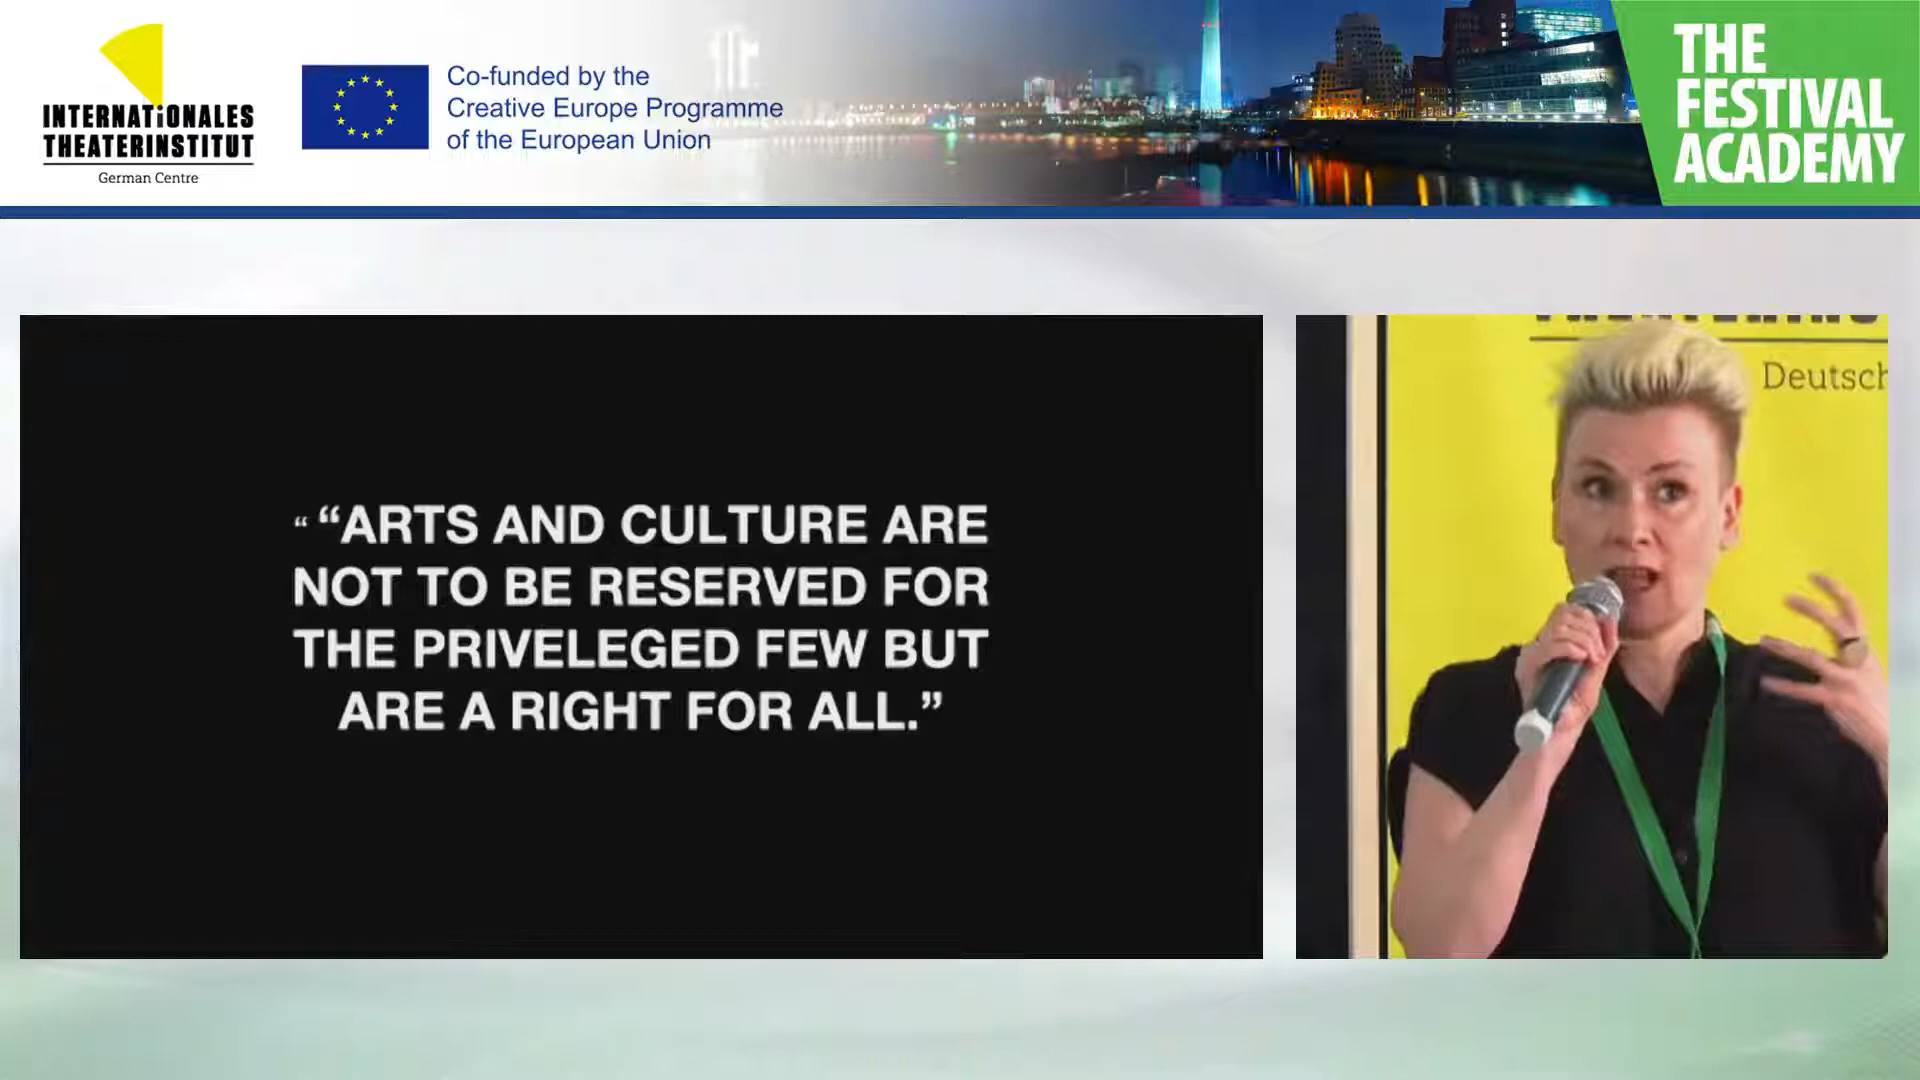 INTERNATiONALES
THEATERINSTITUT
German Centre
Co-funded by the
Creative Europe Programme
of the European Union
THE
FESTIVAL
ACADEMY
“ “ARTS AND CULTURE ARE
NOT TO BE RESERVED FOR
THE PRIVELEGED FEW BUT
ARE A RIGHT FOR ALL.”
Deutsch